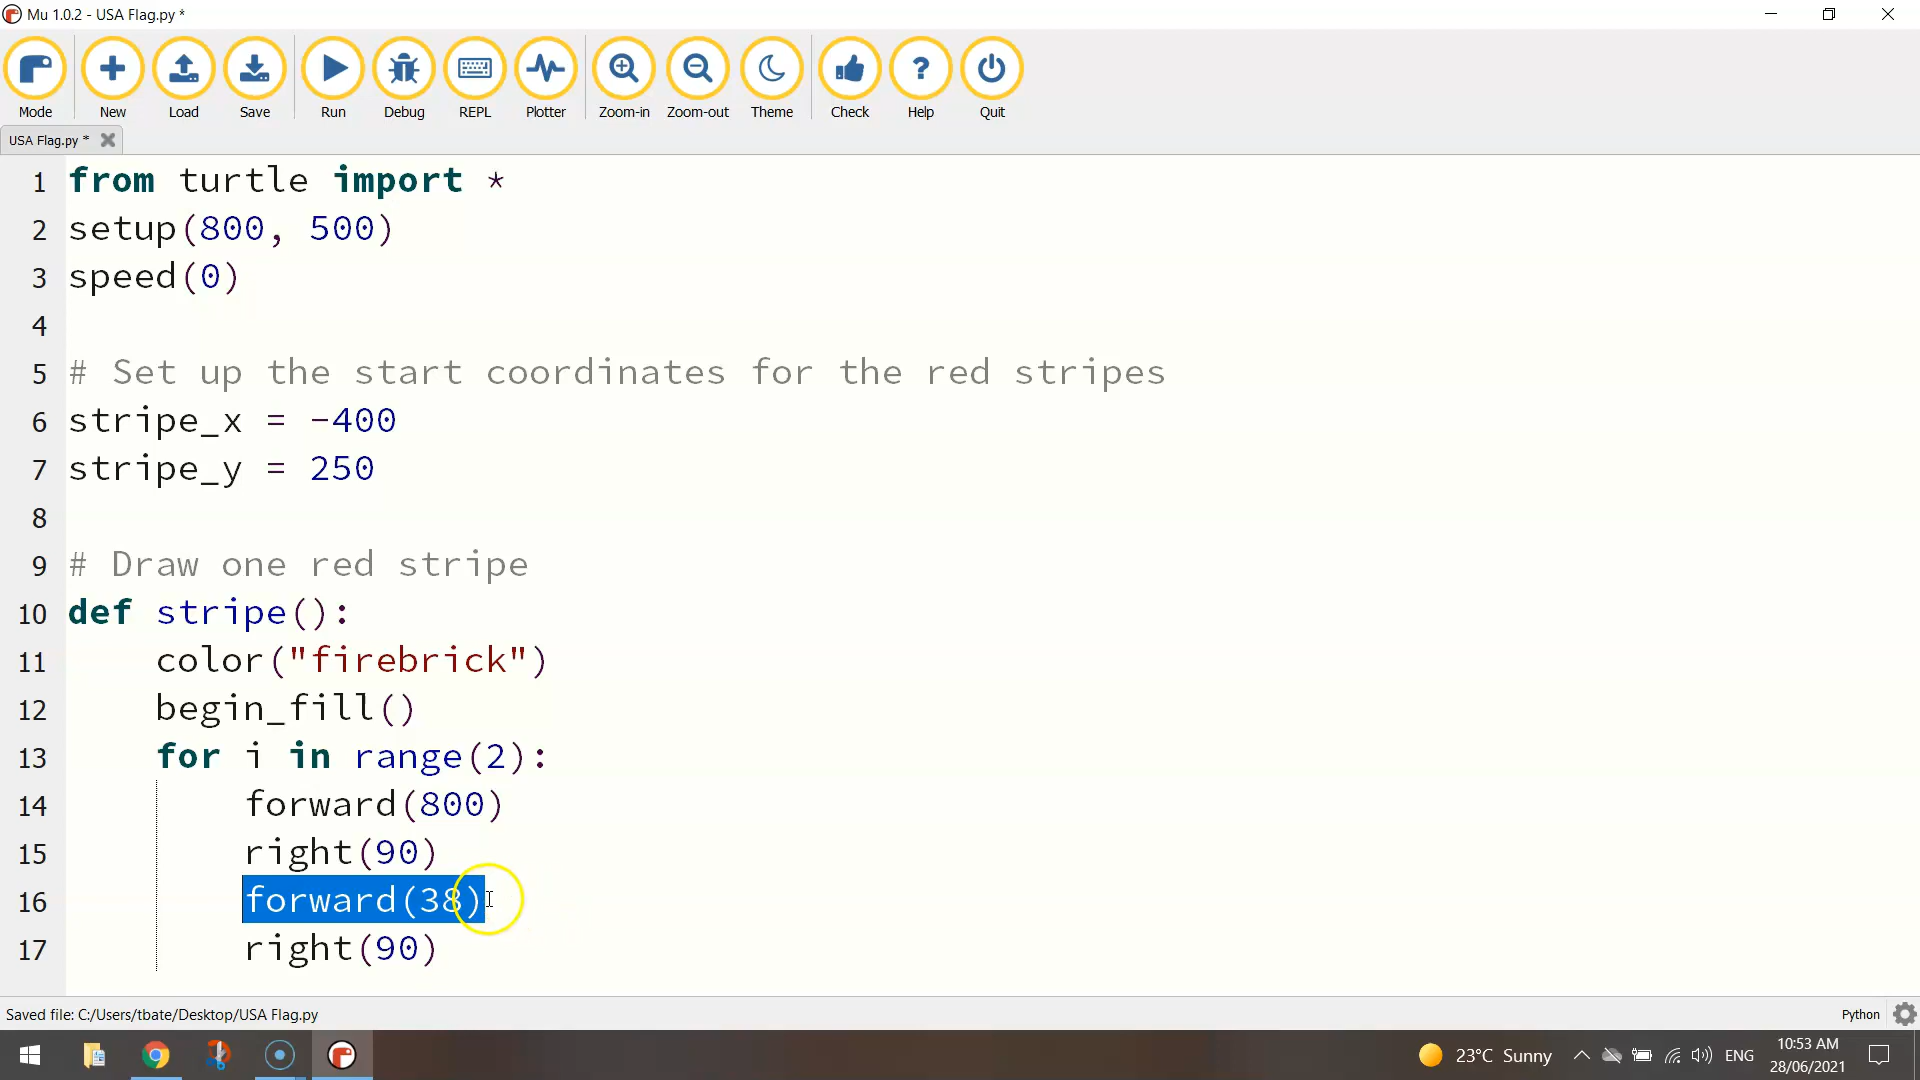 Mu 1.0.2 - USA Flag.py *
Mode New Load Save Run Debug REPL Plotter Zoom-in Zoom-out Theme Check Help Quit
USA Flag.py *
1 from turtle import *
2 setup(800, 500)
3 speed(0)
4
5 # Set up the start coordinates for the red stripes
6 stripe_x = -400
7 stripe_y = 250
8
9 # Draw one red stripe
10 def stripe():
11 color("firebrick")
12 begin_fill()
13 for i in range(2):
14 forward(800)
15 right(90)
16 forward(38)
17 right(90)
Saved file: C:/Users/tbate/Desktop/USA Flag.py
Python
23°C Sunny
ENG
10:53 AM
28/06/2021